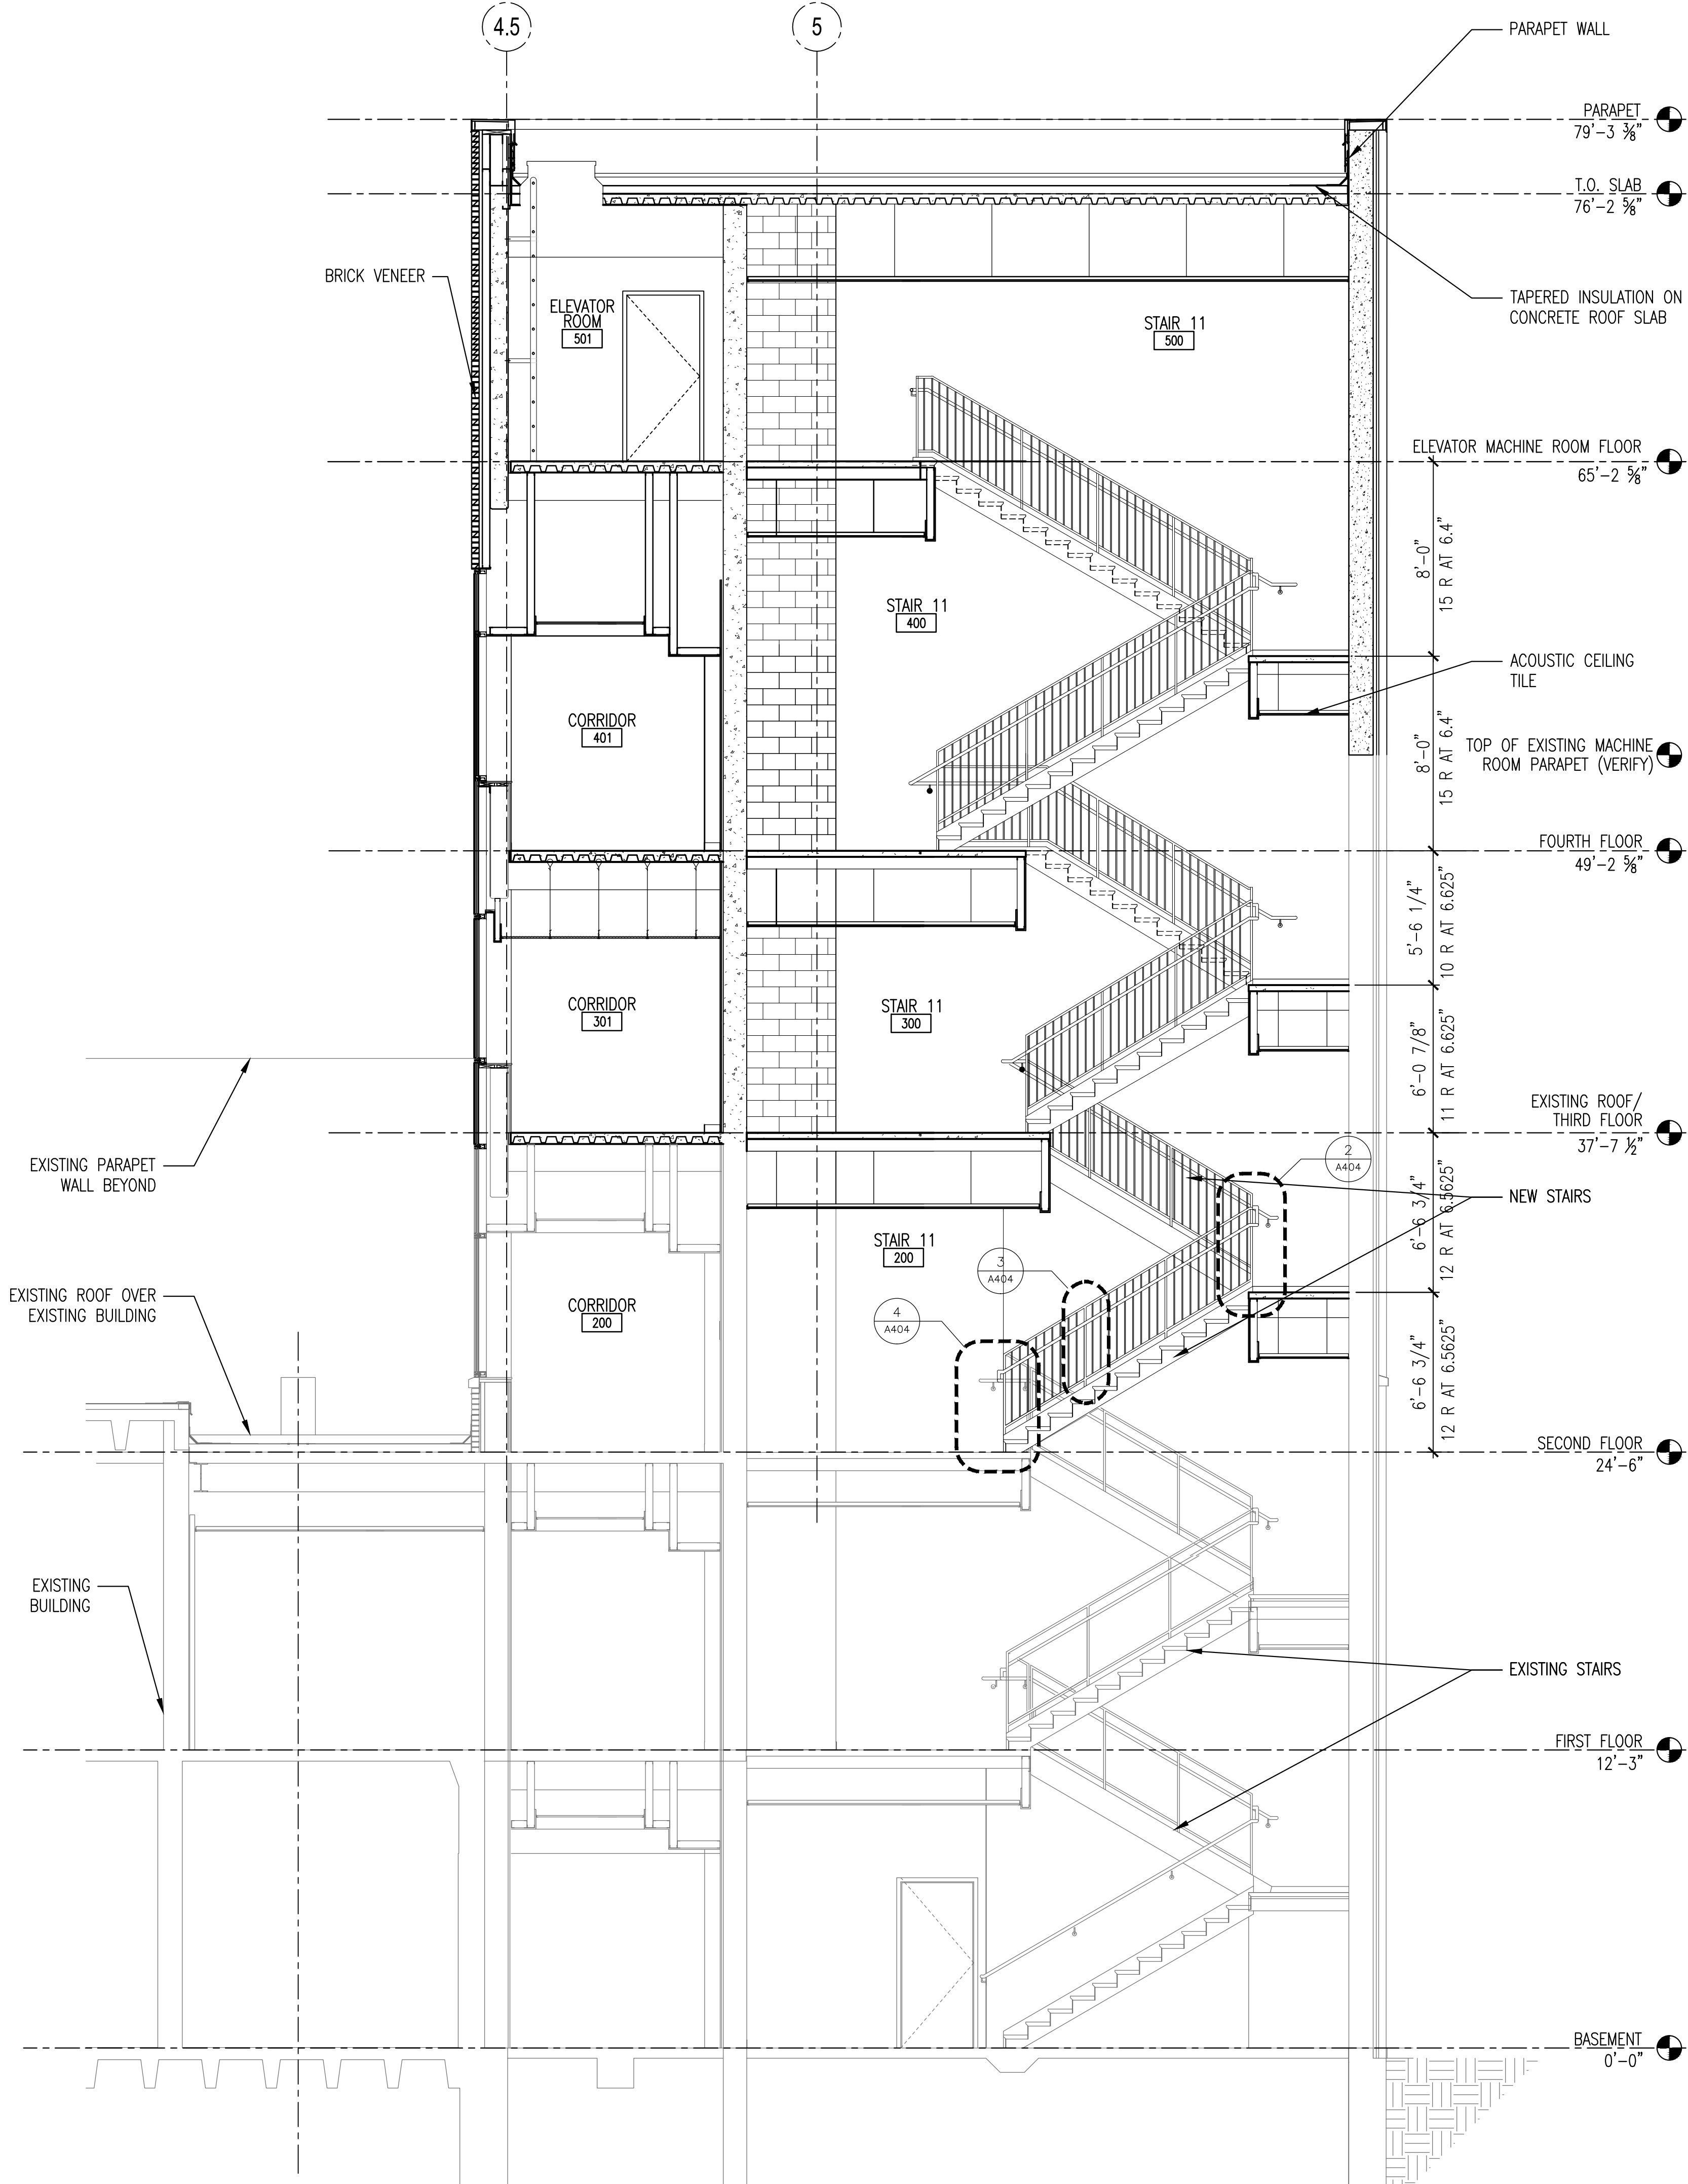 4.5
5
PARAPET WALL
PARAPET
79'-3 3/8"
T.O. SLAB
76'-2 5/8"
BRICK VENEER
ELEVATOR
ROOM
501
STAIR 11
500
TAPERED INSULATION ON
CONCRETE ROOF SLAB
ELEVATOR MACHINE ROOM FLOOR
65'-2 5/8"
8'-0"
15 R AT 6.4"
STAIR 11
400
ACOUSTIC CEILING
TILE
CORRIDOR
401
8'-0"
15 R AT 6.4"
TOP OF EXISTING MACHINE
ROOM PARAPET (VERIFY)
FOURTH FLOOR
49'-2 5/8"
5'-6 1/4"
10 R AT 6.625"
CORRIDOR
301
STAIR 11
300
6'-0 7/8"
11 R AT 6.625"
EXISTING ROOF/
THIRD FLOOR
37'-7 1/2"
EXISTING PARAPET
WALL BEYOND
2
A404
6'-6 3/4"
12 R AT 6.5625"
NEW STAIRS
STAIR 11
200
3
A404
EXISTING ROOF OVER
EXISTING BUILDING
CORRIDOR
200
4
A404
6'-6 3/4"
12 R AT 6.5625"
SECOND FLOOR
24'-6"
EXISTING
BUILDING
EXISTING STAIRS
FIRST FLOOR
12'-3"
BASEMENT
0'-0"